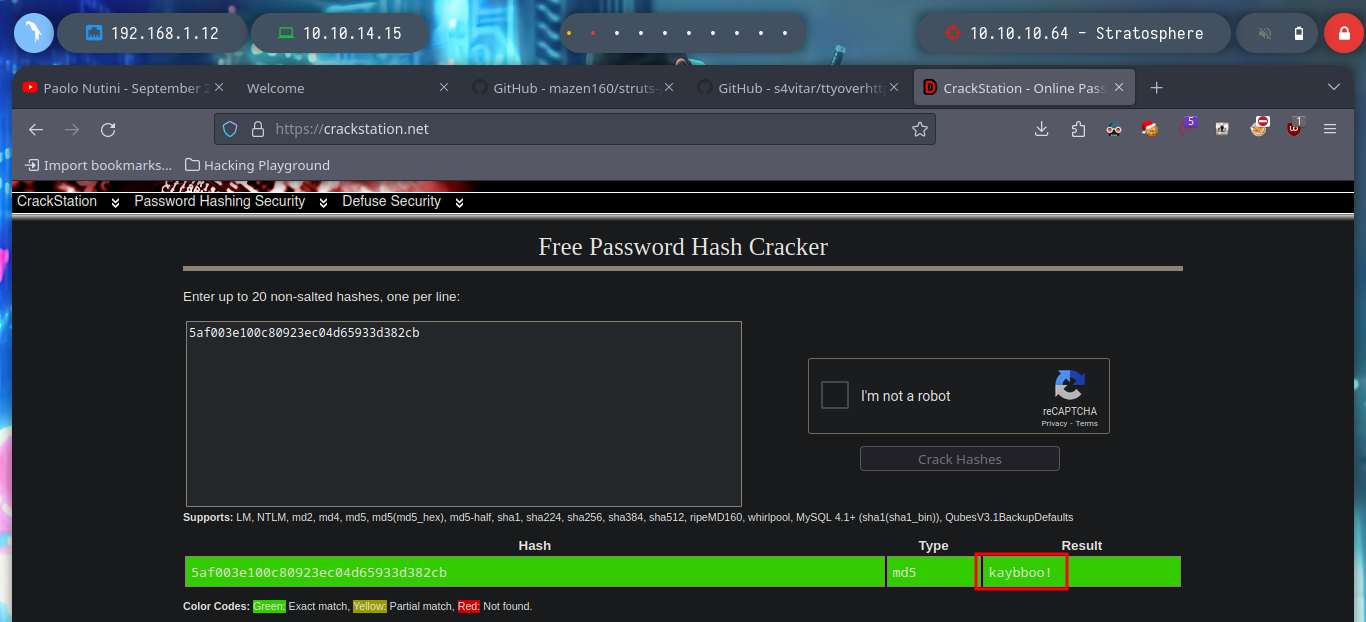 192.168.1.12 10.10.14.15 10.10.10.64 - Stratosphere
Paolo Nutini - September 2 Welcome GitHub - mazen160/struts- GitHub - s4vitar/ttyoverhttp CrackStation - Online Pass
https://crackstation.net 5 1
Import bookmarks... Hacking Playground
CrackStation Password Hashing Security Defuse Security
Free Password Hash Cracker
Enter up to 20 non-salted hashes, one per line:
5af003e100c80923ec04d65933d382cb
I'm not a robot
reCAPTCHA
Privacy - Terms
Crack Hashes
Supports: LM, NTLM, md2, md4, md5, md5(md5_hex), md5-half, sha1, sha224, sha256, sha384, sha512, ripeMD160, whirlpool, MySQL 4.1+ (sha1(sha1_bin)), QubesV3.1BackupDefaults
Hash Type Result
5af003e100c80923ec04d65933d382cb md5 kaybboo!
Color Codes: Green: Exact match, Yellow: Partial match, Red: Not found.